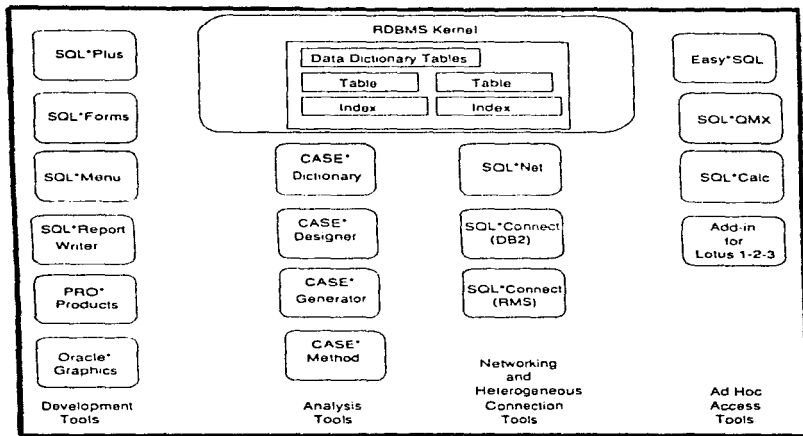 RDBMS Kernel
Data Dictionary Tables
Table
Table
Index
Index
SQL*Plus
SQL*Forms
SQL*Menu
SQL*Report
Writer
PRO*
Products
Oracle*
Graphics
Development
Tools
CASE*
Dictionary
CASE*
Designer
CASE*
Generator
CASE*
Method
Analysis
Tools
SQL*Net
SQL*Connect
(DB2)
SQL*Connect
(RMS)
Networking
and
Heterogeneous
Connection
Tools
Easy*SQL
SQL*QMX
SQL*Calc
Add-in
for
Lotus 1-2-3
Ad Hoc
Access
Tools